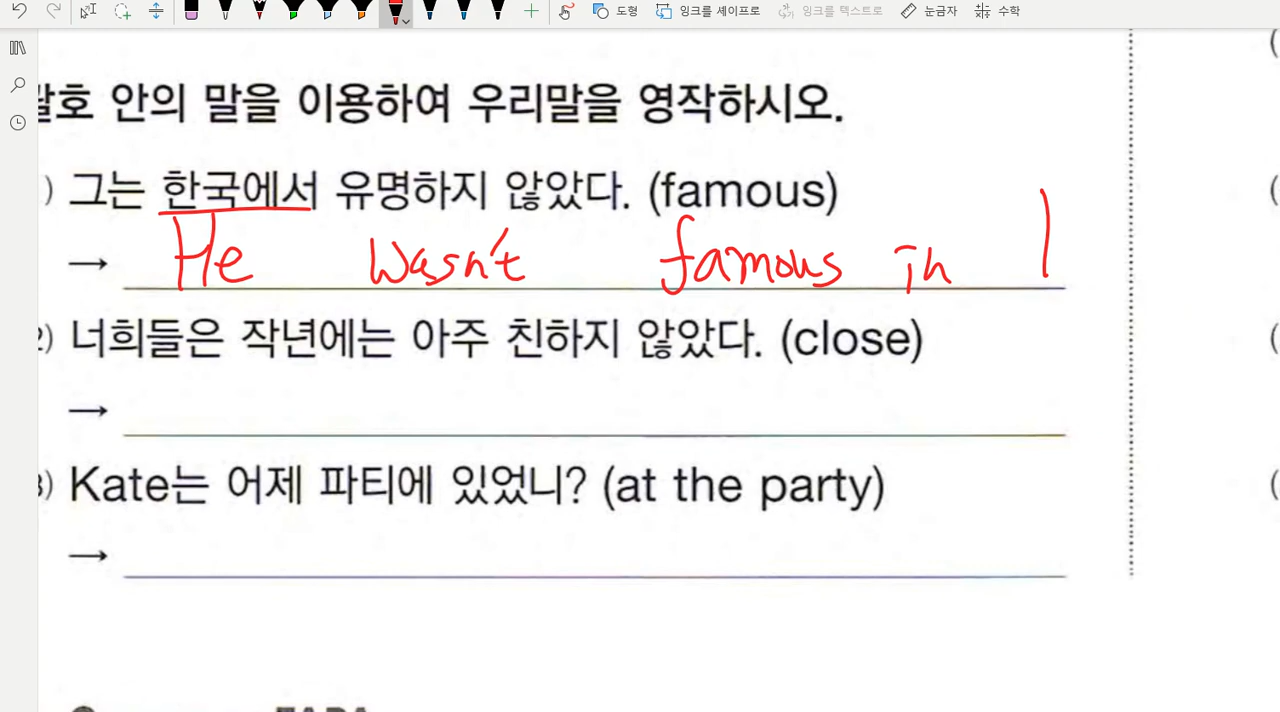 도형 잉크를 셰이프로 잉크를 텍스트로 눈금자 수학
괄호 안의 말을 이용하여 우리말을 영작하시오.
) 그는 한국에서 유명하지 않았다. (famous)
→ He wasn't famous in
2) 너희들은 작년에는 아주 친하지 않았다. (close)
→
3) Kate는 어제 파티에 있었니? (at the party)
→